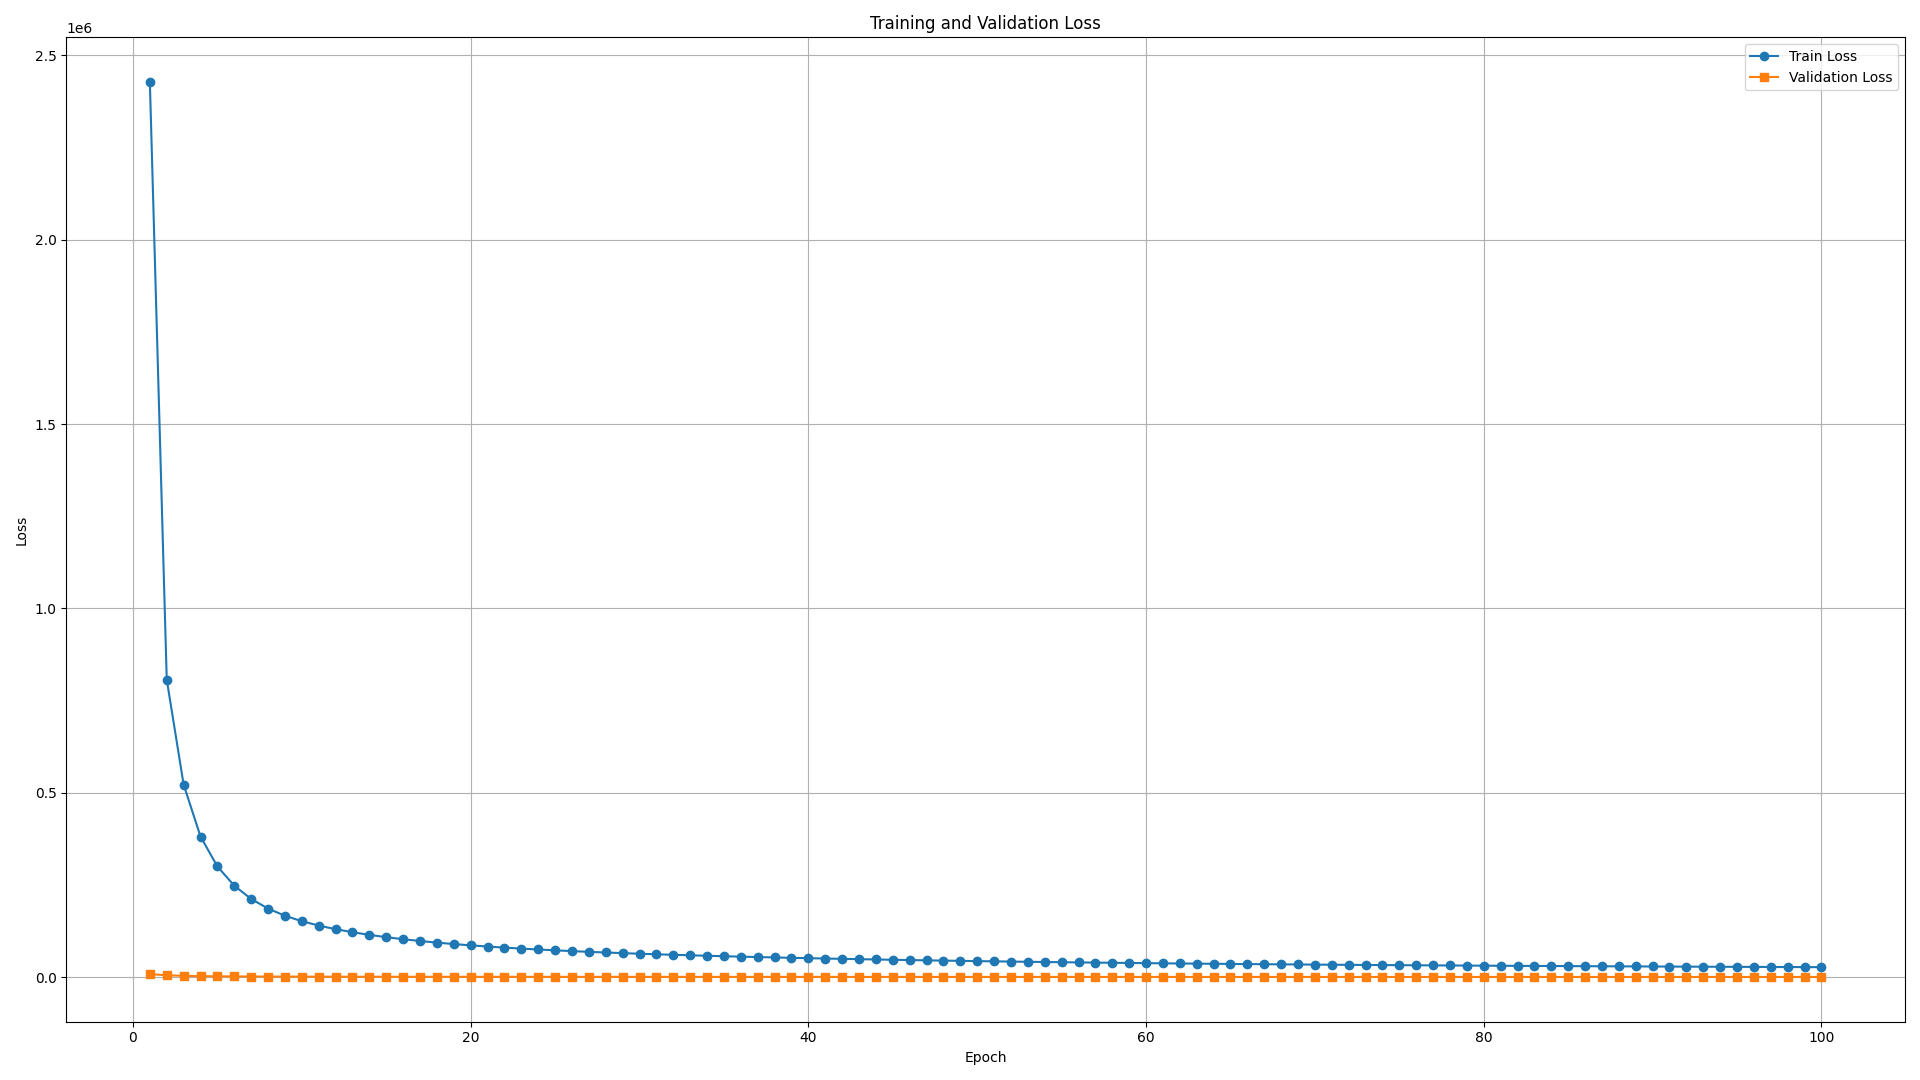 Training and Validation Loss
1e6
2.5
2.0
1.5
1.0
0.5
0.0
Loss
Train Loss
Validation Loss
0 20 40 60 80 100
Epoch